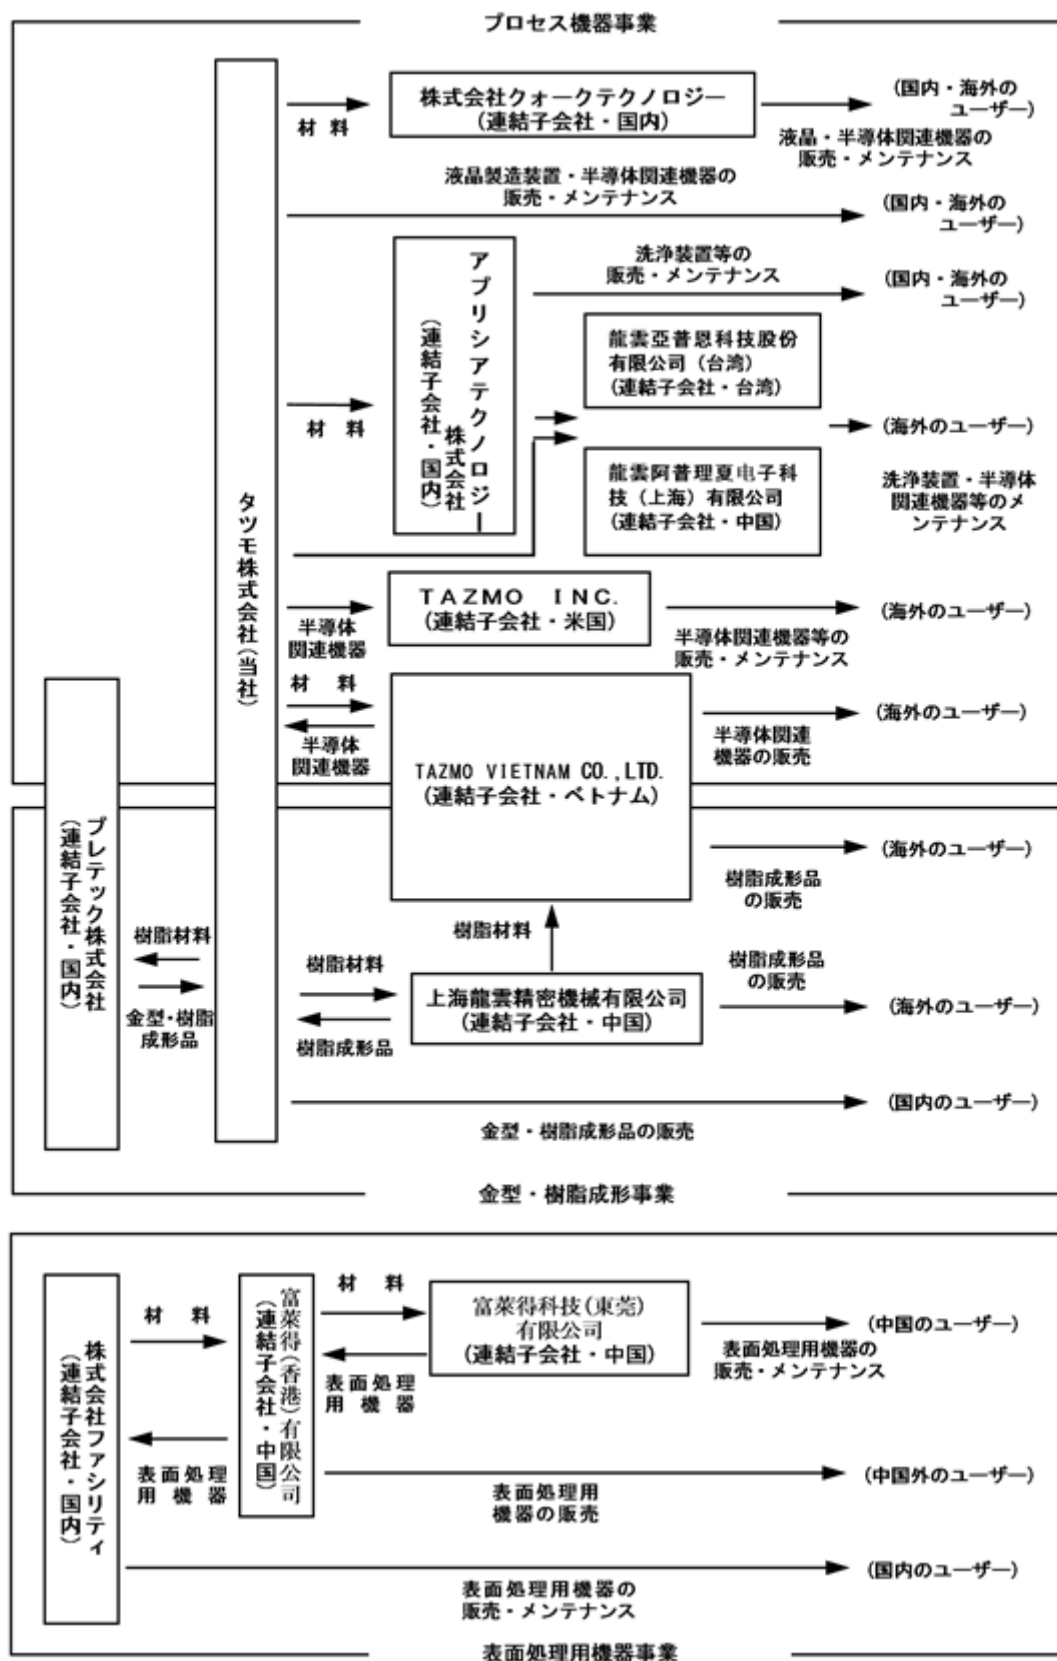 プロセス機器事業
タツモ株式会社(当社)
材料
株式会社クォークテクノロジー
(連結子会社・国内)
(国内・海外の
ユーザー)
液晶・半導体関連機器の
販売・メンテナンス
液晶製造装置・半導体関連機器の
販売・メンテナンス
(国内・海外の
ユーザー)
材料
アプリシアテクノロジー
株式会社
(連結子会社・国内)
洗浄装置等の
販売・メンテナンス
(国内・海外の
ユーザー)
龍雲亞普恩科技股份
有限公司(台湾)
(連結子会社・台湾)
龍雲阿普理夏电子科
技(上海)有限公司
(連結子会社・中国)
(海外のユーザー)
洗浄装置・半導体
関連機器等のメ
ンテナンス
半導体
関連機器
TAZMO INC.
(連結子会社・米国)
(海外のユーザー)
半導体関連機器等の
販売・メンテナンス
材料
半導体
関連機器
TAZMO VIETNAM CO.,LTD.
(連結子会社・ベトナム)
(海外のユーザー)
半導体関連
機器の販売
プレテック株式会社
(連結子会社・国内)
(海外のユーザー)
樹脂成形品
の販売
樹脂材料
樹脂材料
金型・樹脂
成形品
樹脂材料
樹脂成形品
上海龍雲精密機械有限公司
(連結子会社・中国)
樹脂成形品
の販売
(海外のユーザー)
(国内のユーザー)
金型・樹脂成形品の販売
金型・樹脂成形事業
株式会社ファシリティ
(連結子会社・国内)
材料
表面処理
用機器
富萊得(香港)有限公司
(連結子会社・中国)
材料
表面処理
用機器
富萊得科技(東莞)
有限公司
(連結子会社・中国)
(中国のユーザー)
表面処理用機器の
販売・メンテナンス
(中国外のユーザー)
表面処理用
機器の販売
(国内のユーザー)
表面処理用機器の
販売・メンテナンス
表面処理用機器事業